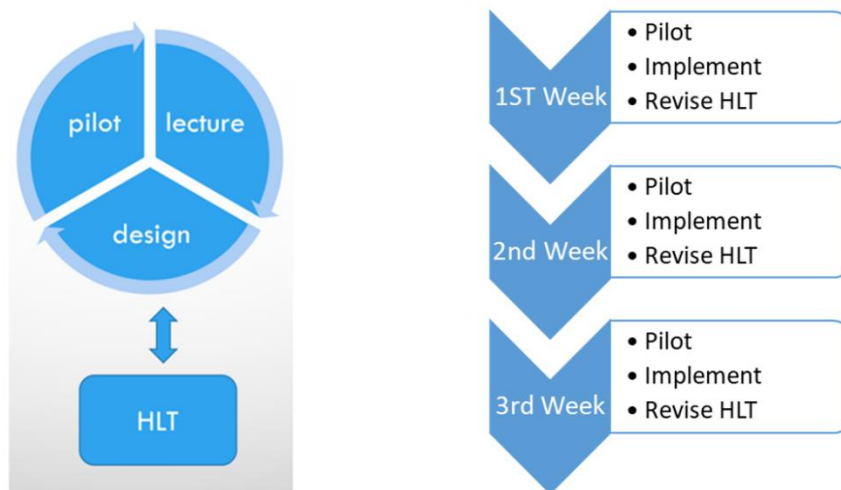 pilot
lecture
design
HLT
1ST Week
• Pilot
• Implement
• Revise HLT
2nd Week
• Pilot
• Implement
• Revise HLT
3rd Week
• Pilot
• Implement
• Revise HLT